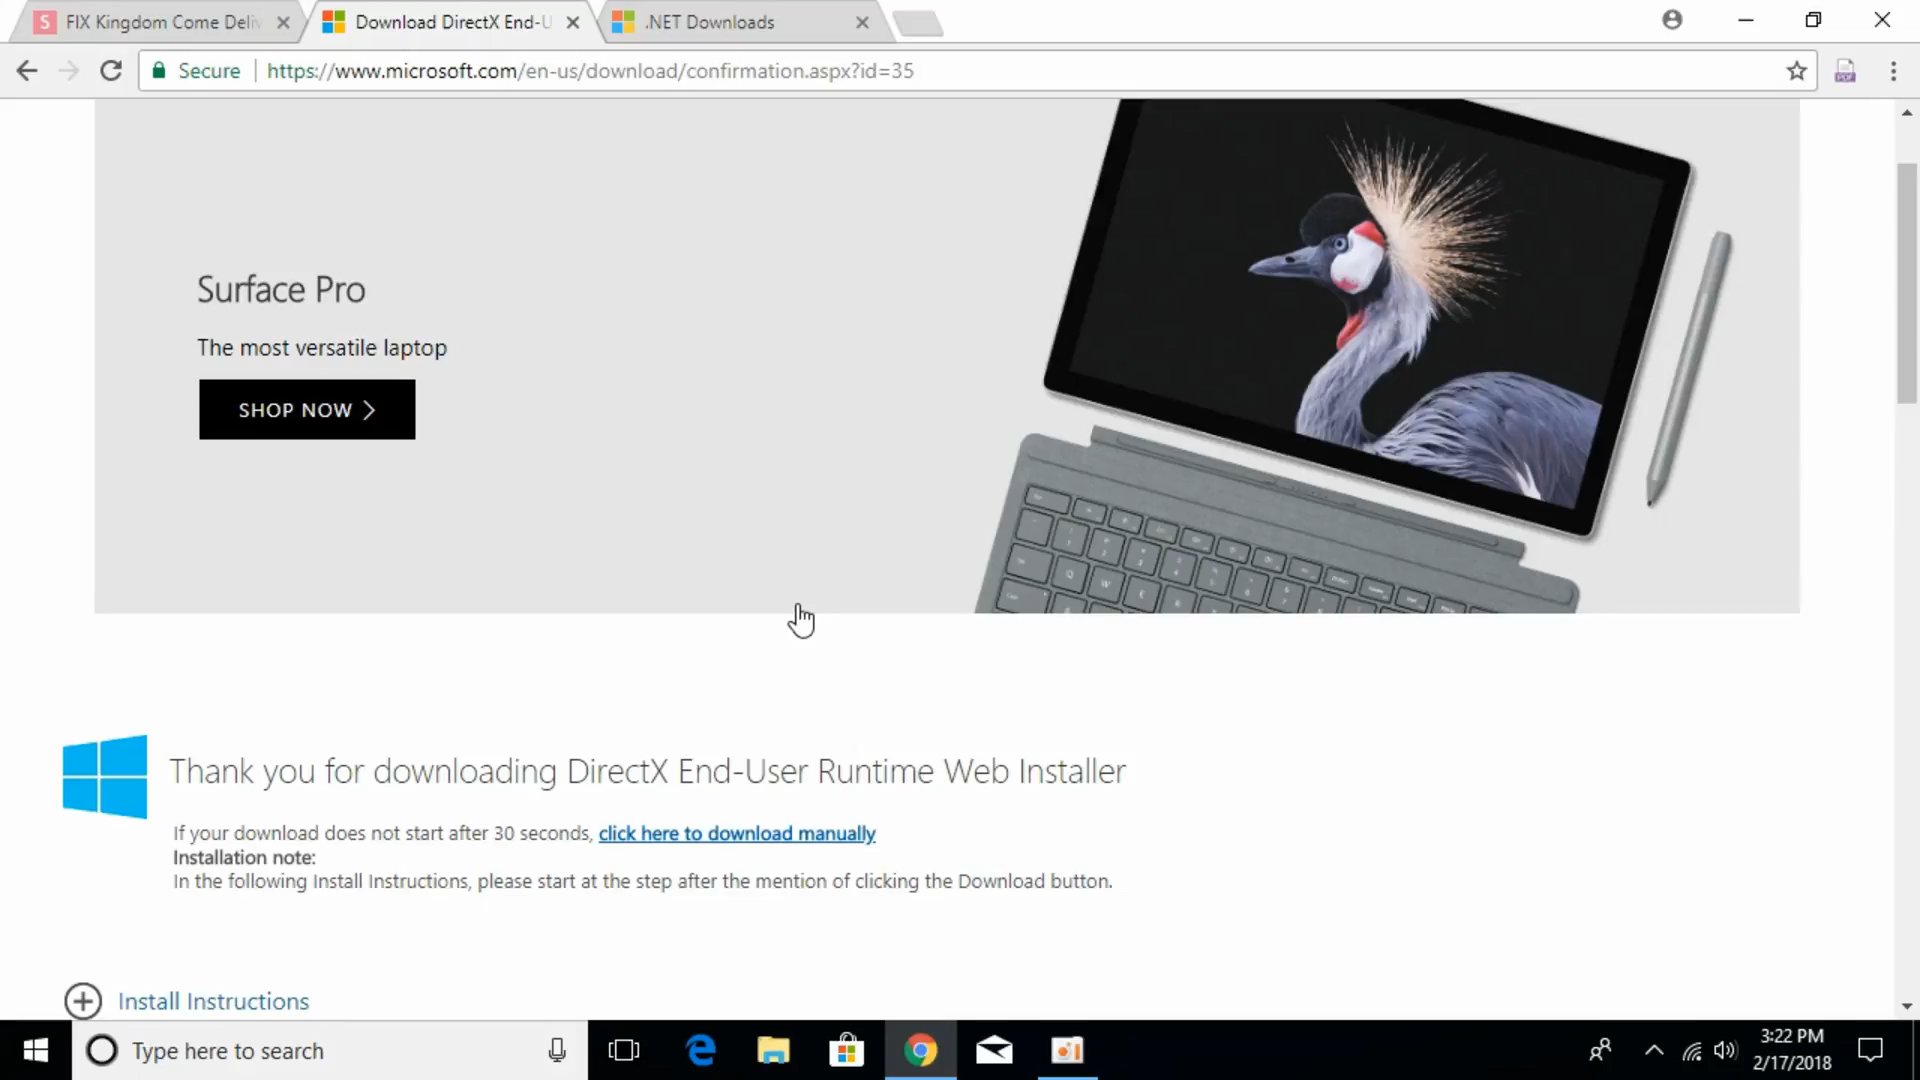 S FIX Kingdom Come Deliv
Download DirectX End-U
.NET Downloads
Secure https://www.microsoft.com/en-us/download/confirmation.aspx?id=35
Surface Pro
The most versatile laptop
SHOP NOW
Thank you for downloading DirectX End-User Runtime Web Installer
If your download does not start after 30 seconds, click here to download manually
Installation note:
In the following Install Instructions, please start at the step after the mention of clicking the Download button.
Install Instructions
Type here to search
3:22 PM
2/17/2018